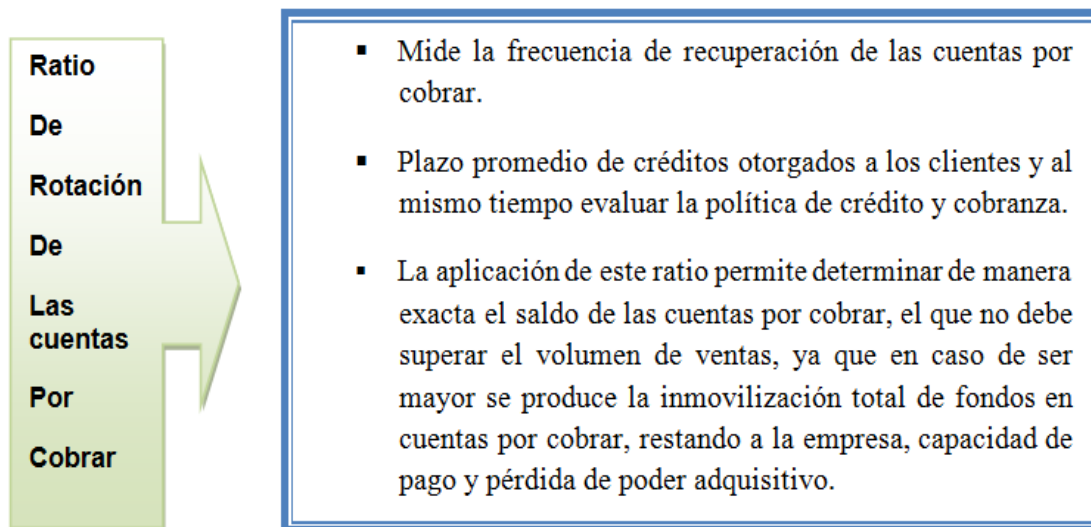 Ratio
De
Rotación
De
Las
cuentas
Por
Cobrar
▪ Mide la frecuencia de recuperación de las cuentas por
cobrar.
▪ Plazo promedio de créditos otorgados a los clientes y al
mismo tiempo evaluar la política de crédito y cobranza.
▪ La aplicación de este ratio permite determinar de manera
exacta el saldo de las cuentas por cobrar, el que no debe
superar el volumen de ventas, ya que en caso de ser
mayor se produce la inmovilización total de fondos en
cuentas por cobrar, restando a la empresa, capacidad de
pago y pérdida de poder adquisitivo.